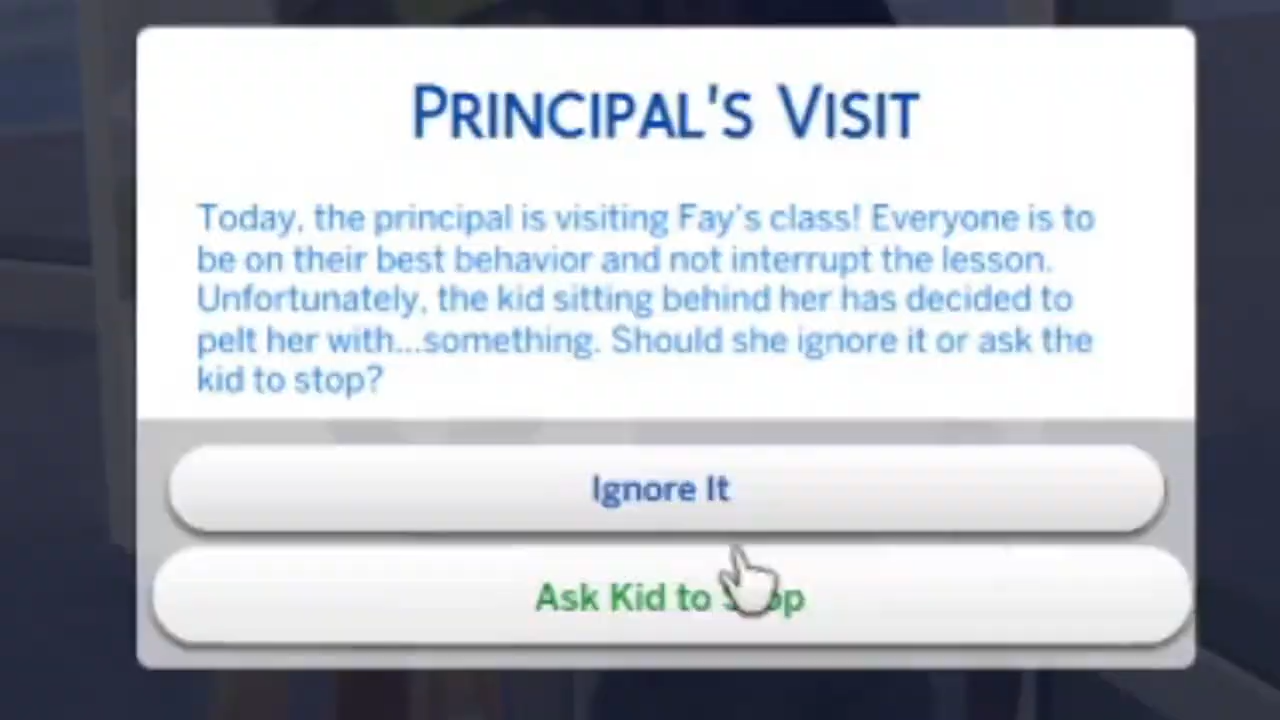 PRINCIPAL'S VISIT
Today, the principal is visiting Fay's class! Everyone is to
be on their best behavior and not interrupt the lesson.
Unfortunately, the kid sitting behind her has decided to
pelt her with...something. Should she ignore it or ask the
kid to stop?
Ignore It
Ask Kid to Stop